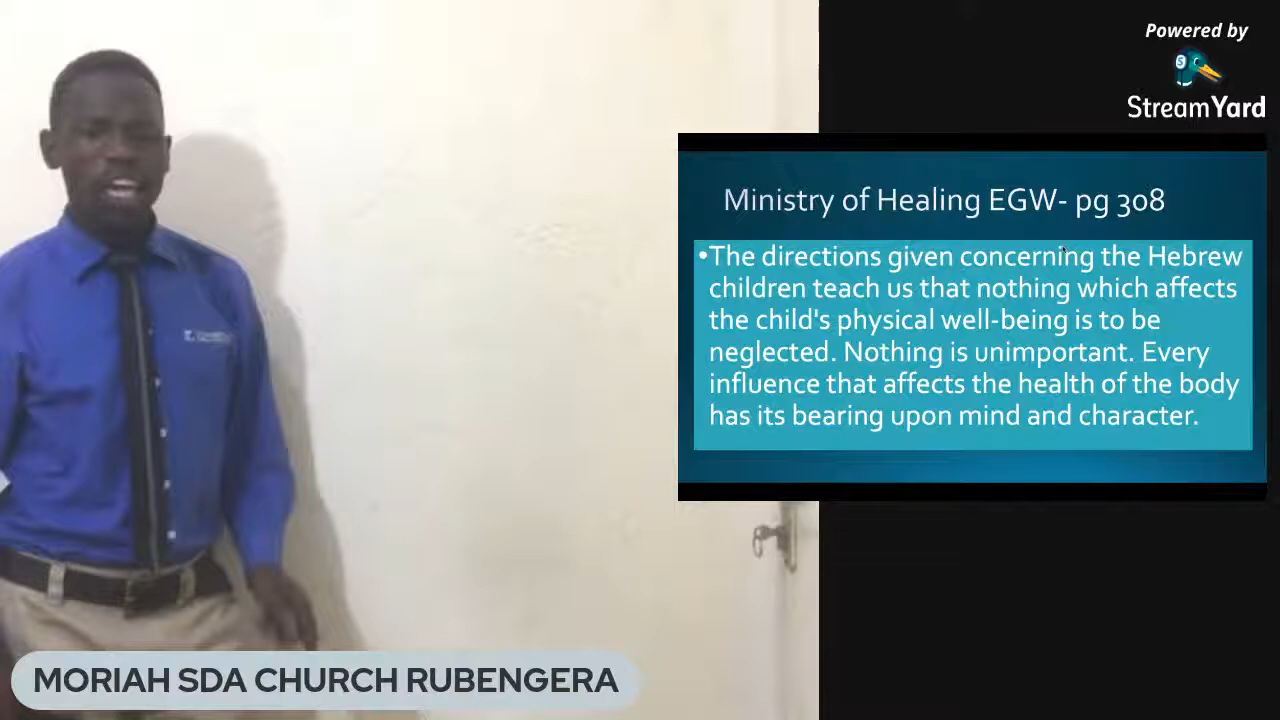 Powered by
StreamYard
Ministry of Healing EGW- pg 308
•The directions given concerning the Hebrew
children teach us that nothing which affects
the child's physical well-being is to be
neglected. Nothing is unimportant. Every
influence that affects the health of the body
has its bearing upon mind and character.
MORIAH SDA CHURCH RUBENGERA